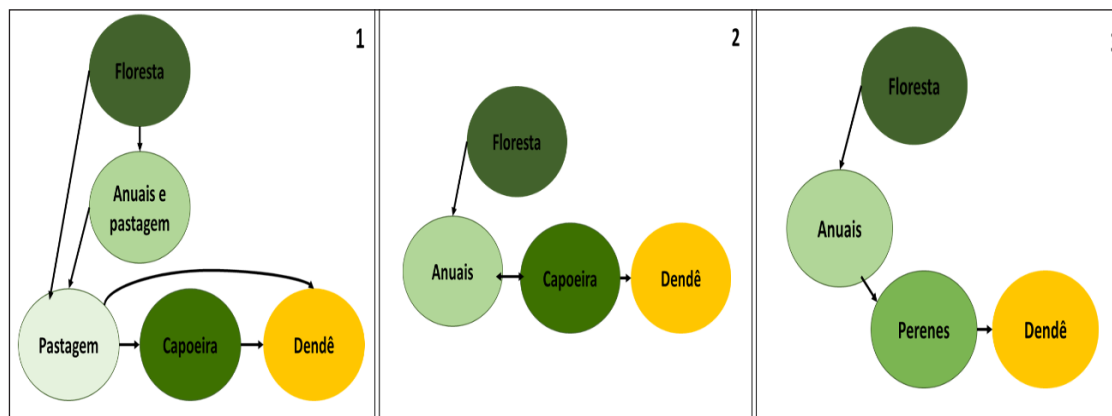 1
Floresta
Anuais e
pastagem
Pastagem
Capoeira
Dendê
2
Floresta
Anuais
Capoeira
Dendê
Floresta
Anuais
Perenes
Dendê